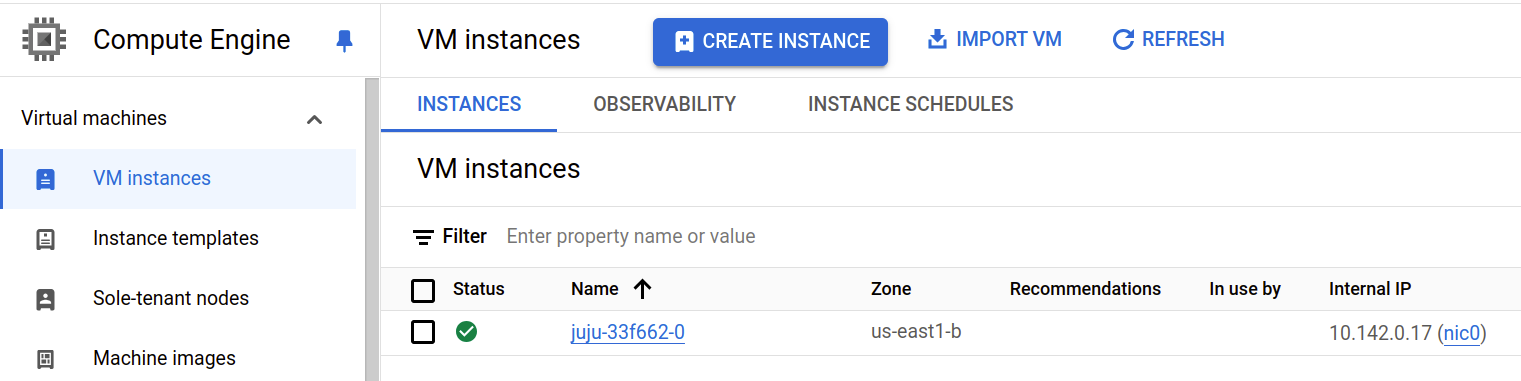 Compute Engine
VM instances CREATE INSTANCE IMPORT VM REFRESH
INSTANCES OBSERVABILITY INSTANCE SCHEDULES
Virtual machines
VM instances
Instance templates
Sole-tenant nodes
Machine images
VM instances
Filter Enter property name or value
Status Name Zone Recommendations In use by Internal IP
juju-33f662-0 us-east1-b 10.142.0.17 (nic0)